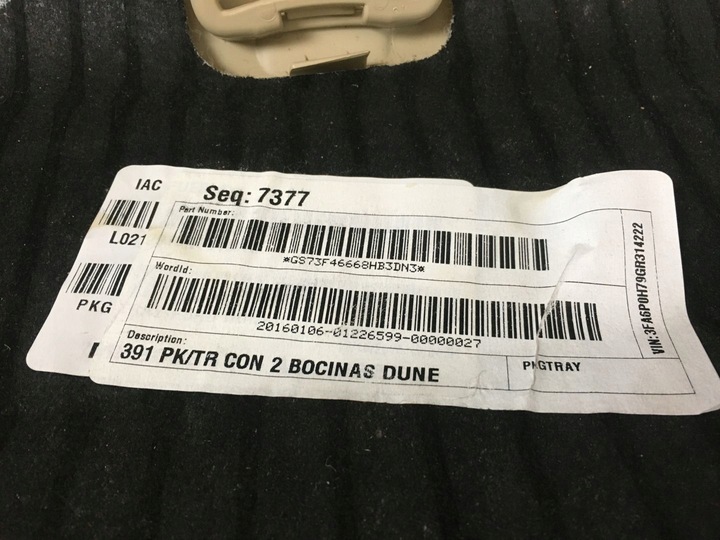 IAC
Seq: 7377
Part Number:
*GS73F46668HB3DN3*
L021
WordId:
20160106-01226599-00000027
PKG
Description:
391 PK/TR CON 2 BOCINAS DUNE
PKGTRAY
VIN: 3FA6P0H79GR314222